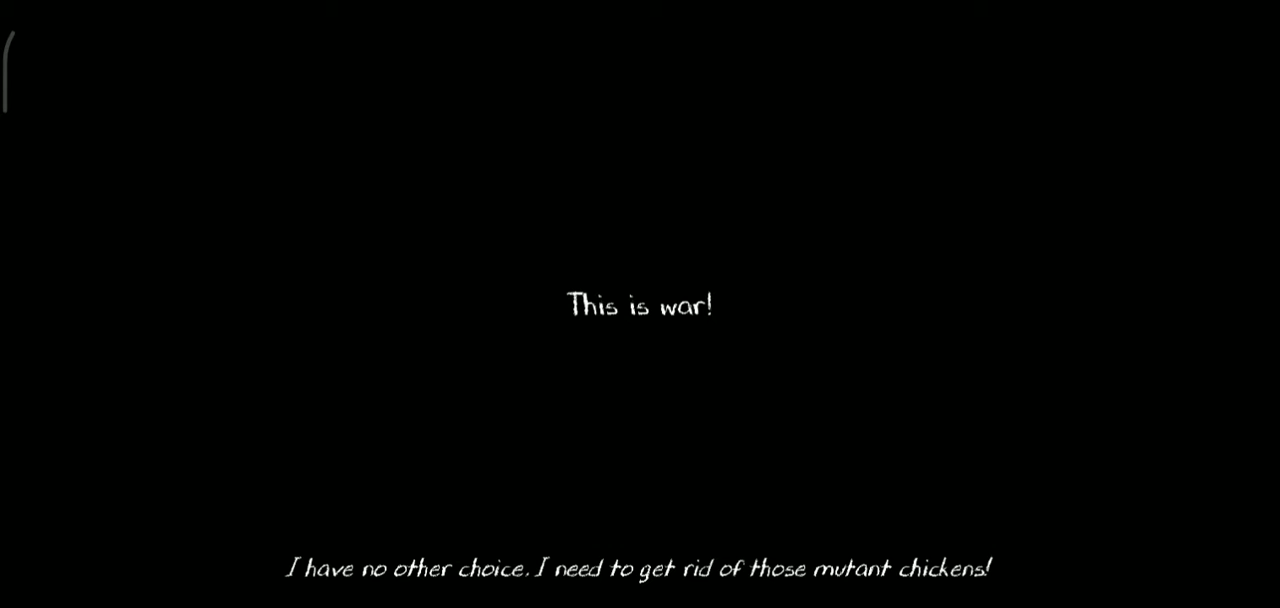 This is war!
I have no other choice. I need to get rid of those mutant chickens!